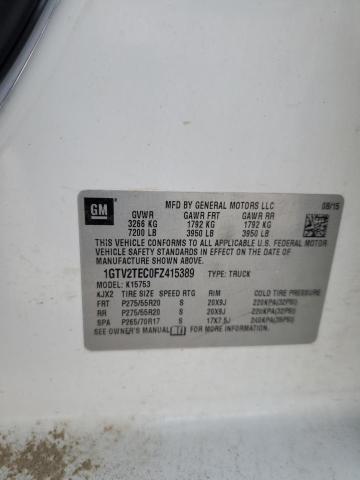 GM
MFD BY GENERAL MOTORS LLC 08/15
GVWR GAWR FRT GAWR RR
3266 KG 1792 KG 1792 KG
7200 LB 3950 LB 3950 LB
THIS VEHICLE CONFORMS TO ALL APPLICABLE U.S. FEDERAL MOTOR VEHICLE
SAFETY STANDARDS IN EFFECT ON THE DATE OF MANUFACTURE SHOWN ABOVE.
1GTV2TEC0FZ415389 TYPE: TRUCK
MODEL: K15753
KJX2 TIRE SIZE SPEED RTG RIM COLD TIRE PRESSURE
FRT P275/55R20 S 20X9J 220KPA(32PSI)
RR P275/55R20 S 20X9J 220KPA(32PSI)
SPA P265/70R17 S 17X7.5J 240KPA(35PSI)
SEE OWNER'S MANUAL FOR MORE INFORMATION.